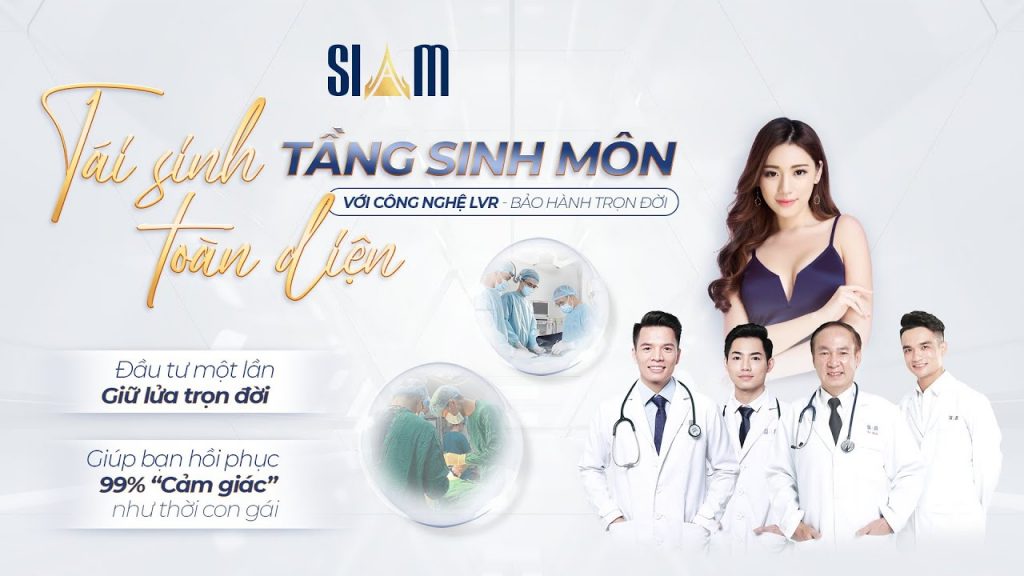 SIAM
Tái sinh toàn diện
TẦNG SINH MÔN
VỚI CÔNG NGHỆ LVR - BẢO HÀNH TRỌN ĐỜI
Đầu tư một lần
Giữ lửa trọn đời
Giúp bạn hồi phục
99% “Cảm giác”
như thời con gái